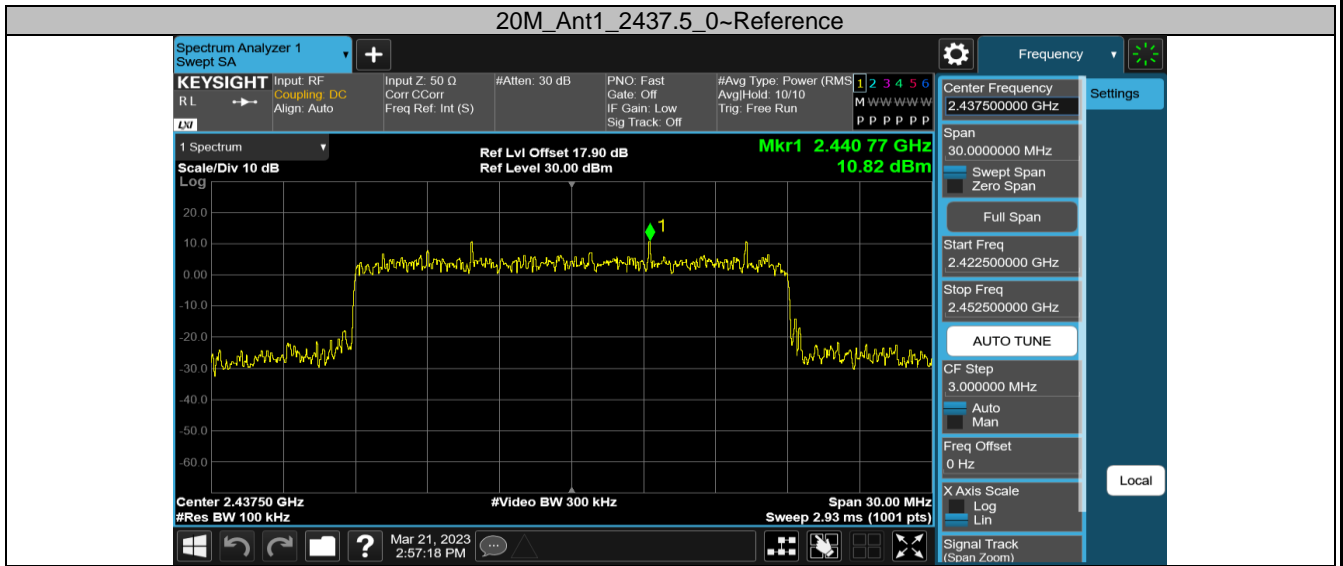 20M_Ant1_2437.5_0~Reference
Spectrum Analyzer 1
Swept SA
+
Frequency
KEYSIGHT
RL
LXI
Input: RF
Coupling: DC
Align: Auto
Input Z: 50 Ω
Corr CCorr
Freq Ref: Int (S)
#Atten: 30 dB
PNO: Fast
Gate: Off
IF Gain: Low
Sig Track: Off
#Avg Type: Power (RMS
Avg|Hold: 10/10
Trig: Free Run
1 2 3 4 5 6
M W W W W W
P P P P P P
1 Spectrum
Scale/Div 10 dB
Log
Ref Lvl Offset 17.90 dB
Ref Level 30.00 dBm
Mkr1 2.440 77 GHz
10.82 dBm
20.0
10.0
0.00
-10.0
-20.0
-30.0
-40.0
-50.0
-60.0
1
Center 2.43750 GHz
#Res BW 100 kHz
#Video BW 300 kHz
Span 30.00 MHz
Sweep 2.93 ms (1001 pts)
?
Mar 21, 2023
2:57:18 PM
Center Frequency
2.437500000 GHz
Span
30.0000000 MHz
Swept Span
Zero Span
Full Span
Start Freq
2.422500000 GHz
Stop Freq
2.452500000 GHz
AUTO TUNE
CF Step
3.000000 MHz
Auto
Man
Freq Offset
0 Hz
X Axis Scale
Log
Lin
Signal Track
(Span Zoom)
Settings
Local